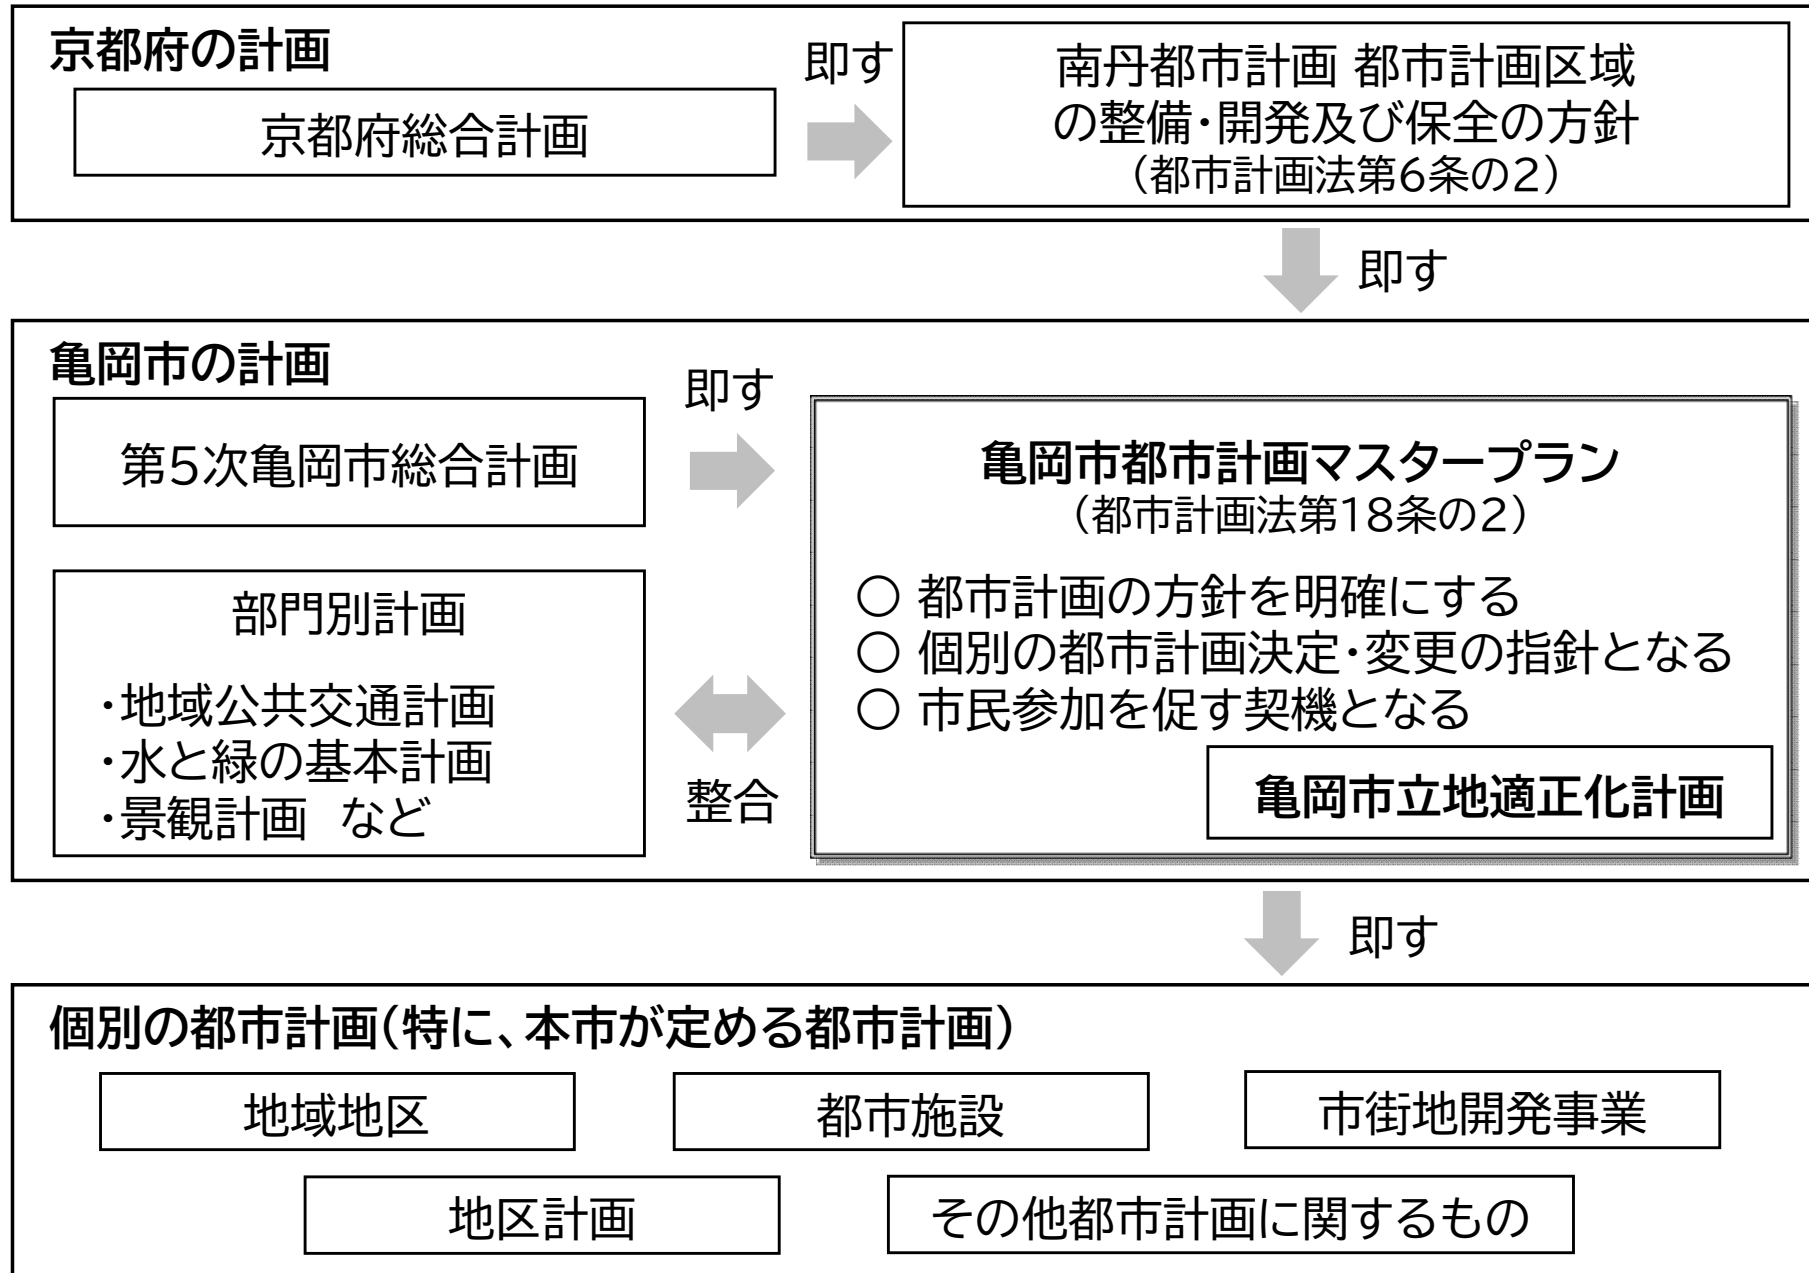 京都府の計画
京都府総合計画
即す
南丹都市計画 都市計画区域
の整備・開発及び保全の方針
（都市計画法第6条の2）
即す
亀岡市の計画
第5次亀岡市総合計画
即す
部門別計画
・地域公共交通計画
・水と緑の基本計画
・景観計画　など
整合
亀岡市都市計画マスタープラン
（都市計画法第18条の2）
○ 都市計画の方針を明確にする
○ 個別の都市計画決定・変更の指針となる
○ 市民参加を促す契機となる
亀岡市立地適正化計画
即す
個別の都市計画（特に、本市が定める都市計画）
地域地区
都市施設
市街地開発事業
地区計画
その他都市計画に関するもの